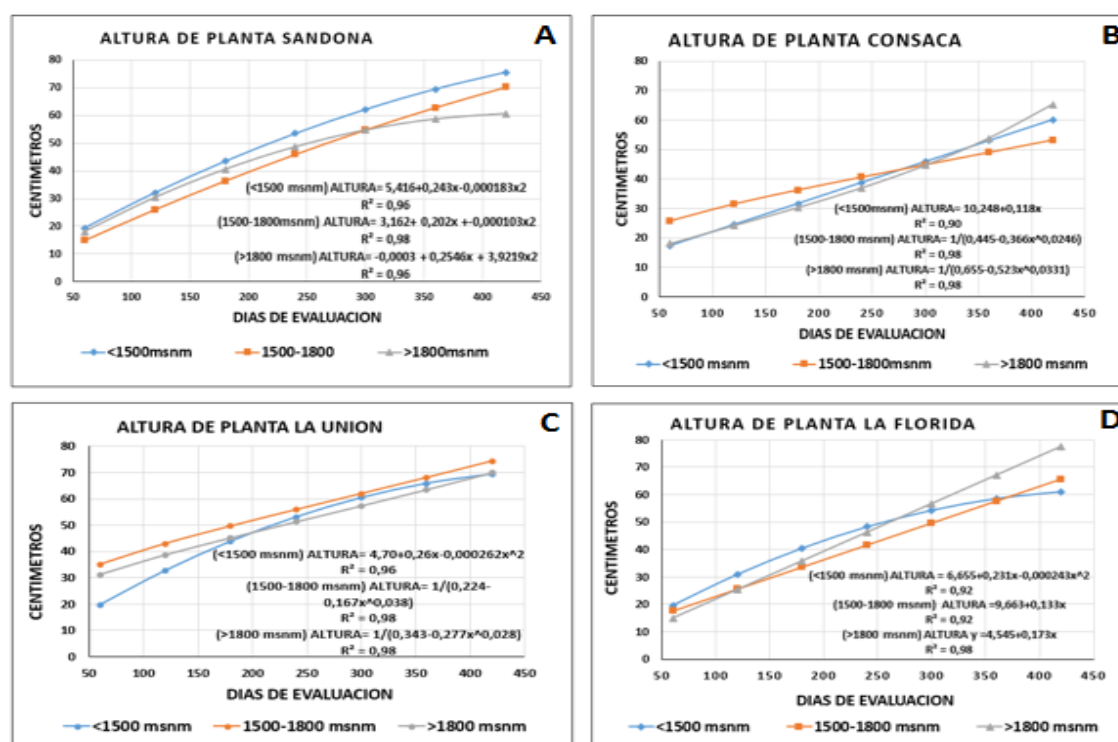 ALTURA DE PLANTA SANDONA
A
CENTIMETROS
80
70
60
50
40
30
20
10
0
(<1500 msnm) ALTURA= 5,416+0,243x-0,000183x2
R² = 0,96
(1500-1800msnm) ALTURA= 3,162+ 0,202x +-0,000103x2
R² = 0,98
(>1800 msnm) ALTURA= -0,0003 + 0,2546x + 3,9219x2
R² = 0,96
50 100 150 200 250 300 350 400 450
DIAS DE EVALUACION
<1500msnm 1500-1800 >1800msnm
ALTURA DE PLANTA CONSACA
B
CENTIMETROS
80
70
60
50
40
30
20
10
0
(<1500msnm) ALTURA= 10,248+0,118x
R² = 0,90
(1500-1800 msnm) ALTURA= 1/(0,445-0,366x^0,0246)
R² = 0,98
(>1800 msnm) ALTURA= 1/(0,655-0,523x^0,0331)
R² = 0,98
50 100 150 200 250 300 350 400 450
DIAS DE EVALUACION
<1500 msnm 1500-1800msnm >1800 msnm
ALTURA DE PLANTA LA UNION
C
CENTIMETROS
80
70
60
50
40
30
20
10
0
(<1500 msnm) ALTURA= 4,70+0,26x-0,000262x^2
R² = 0,96
(1500-1800 msnm) ALTURA= 1/(0,224-
0,167x^0,038)
R² = 0,98
(>1800 msnm) ALTURA= 1/(0,343-0,277x^0,028)
R² = 0,98
50 100 150 200 250 300 350 400 450
DIAS DE EVALUACION
<1500 msnm 1500-1800 msnm >1800 msnm
ALTURA DE PLANTA LA FLORIDA
D
CENTIMETROS
80
70
60
50
40
30
20
10
0
(<1500 msnm) ALTURA = 6,655+0,231x-0,000243x^2
R² = 0,92
(1500-1800 msnm) ALTURA =9,663+0,133x
R² = 0,92
(>1800 msnm) ALTURA y =4,545+0,173x
R² = 0,98
50 100 150 200 250 300 350 400 450
DIAS DE EVALUACION
<1500 msnm 1500-1800 msnm >1800 msnm